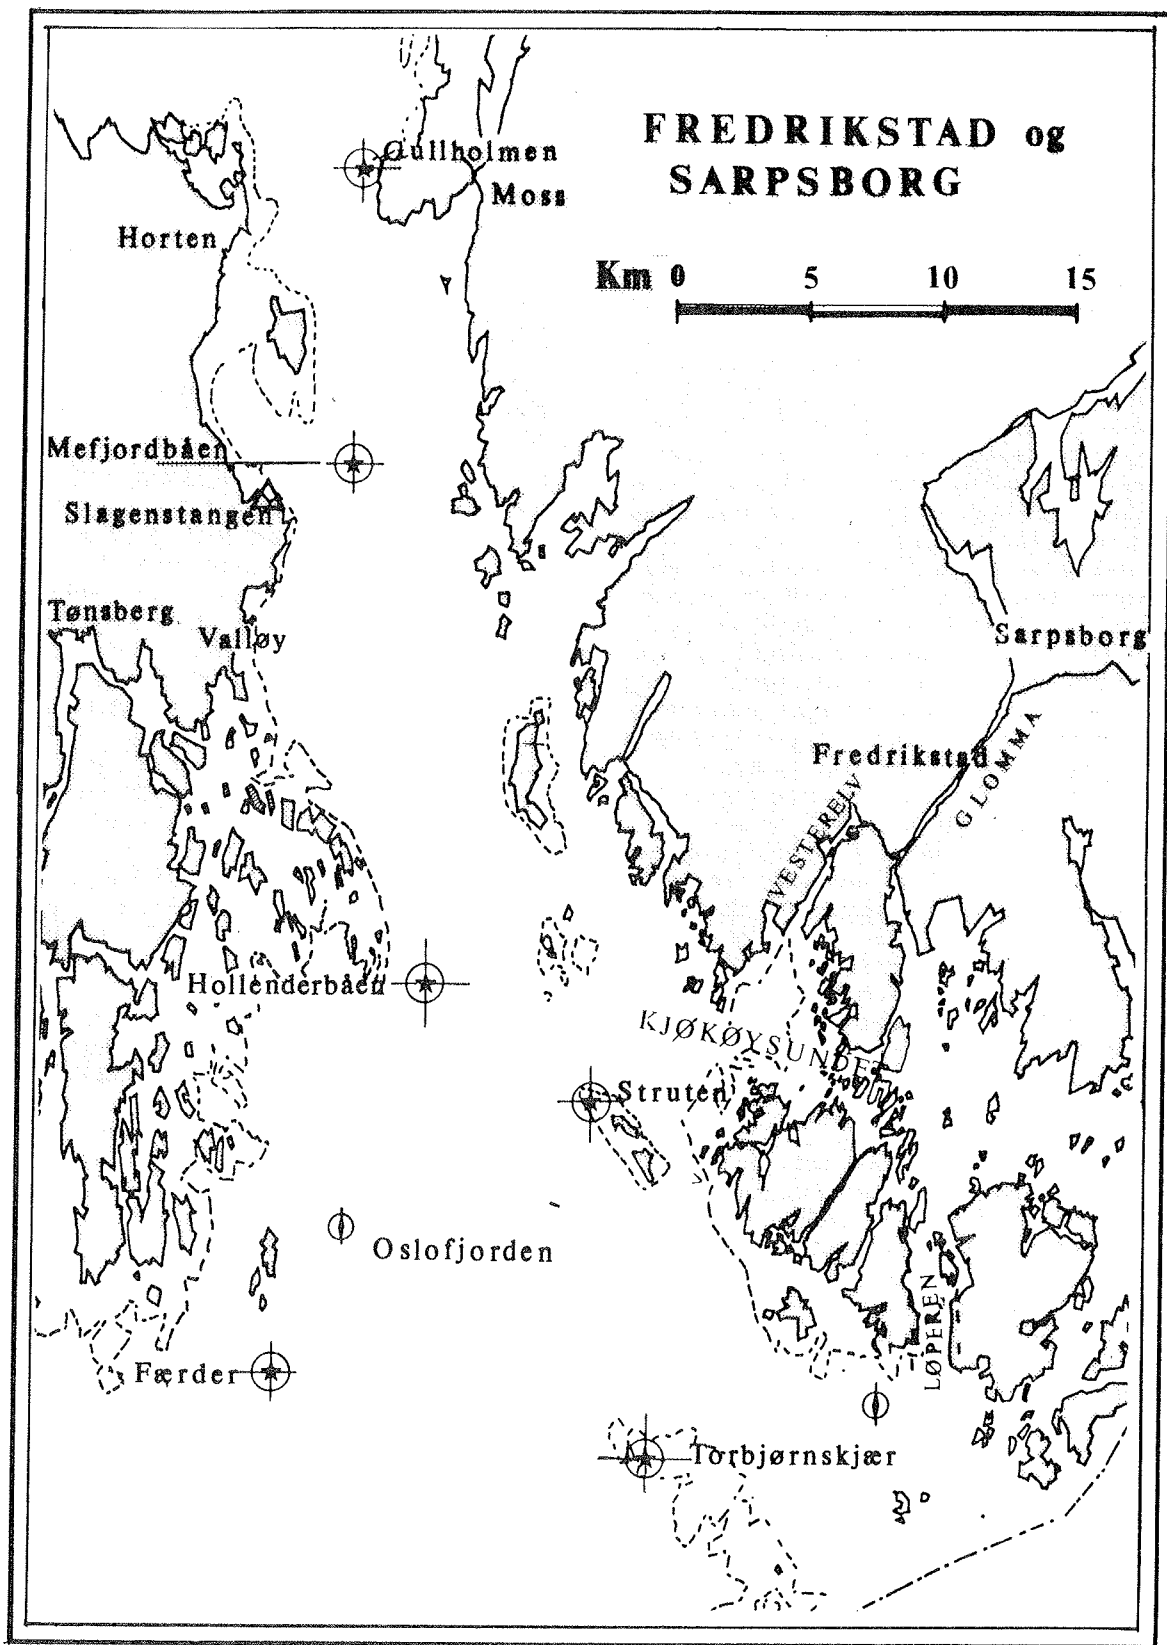 FREDRIKSTAD og
SARPSBORG
Gullholmen
Moss
Horten
Km 0 5 10 15
Mefjordbåen
Slagenstangen
Tønsberg
Valløy
Sarpsborg
Fredrikstad
GLOMMA
VESTERELV
Hollenderbåen
KJØKØYSUNDET
Struten
Oslofjorden
LØPEREN
Færder
Torbjørnskjær